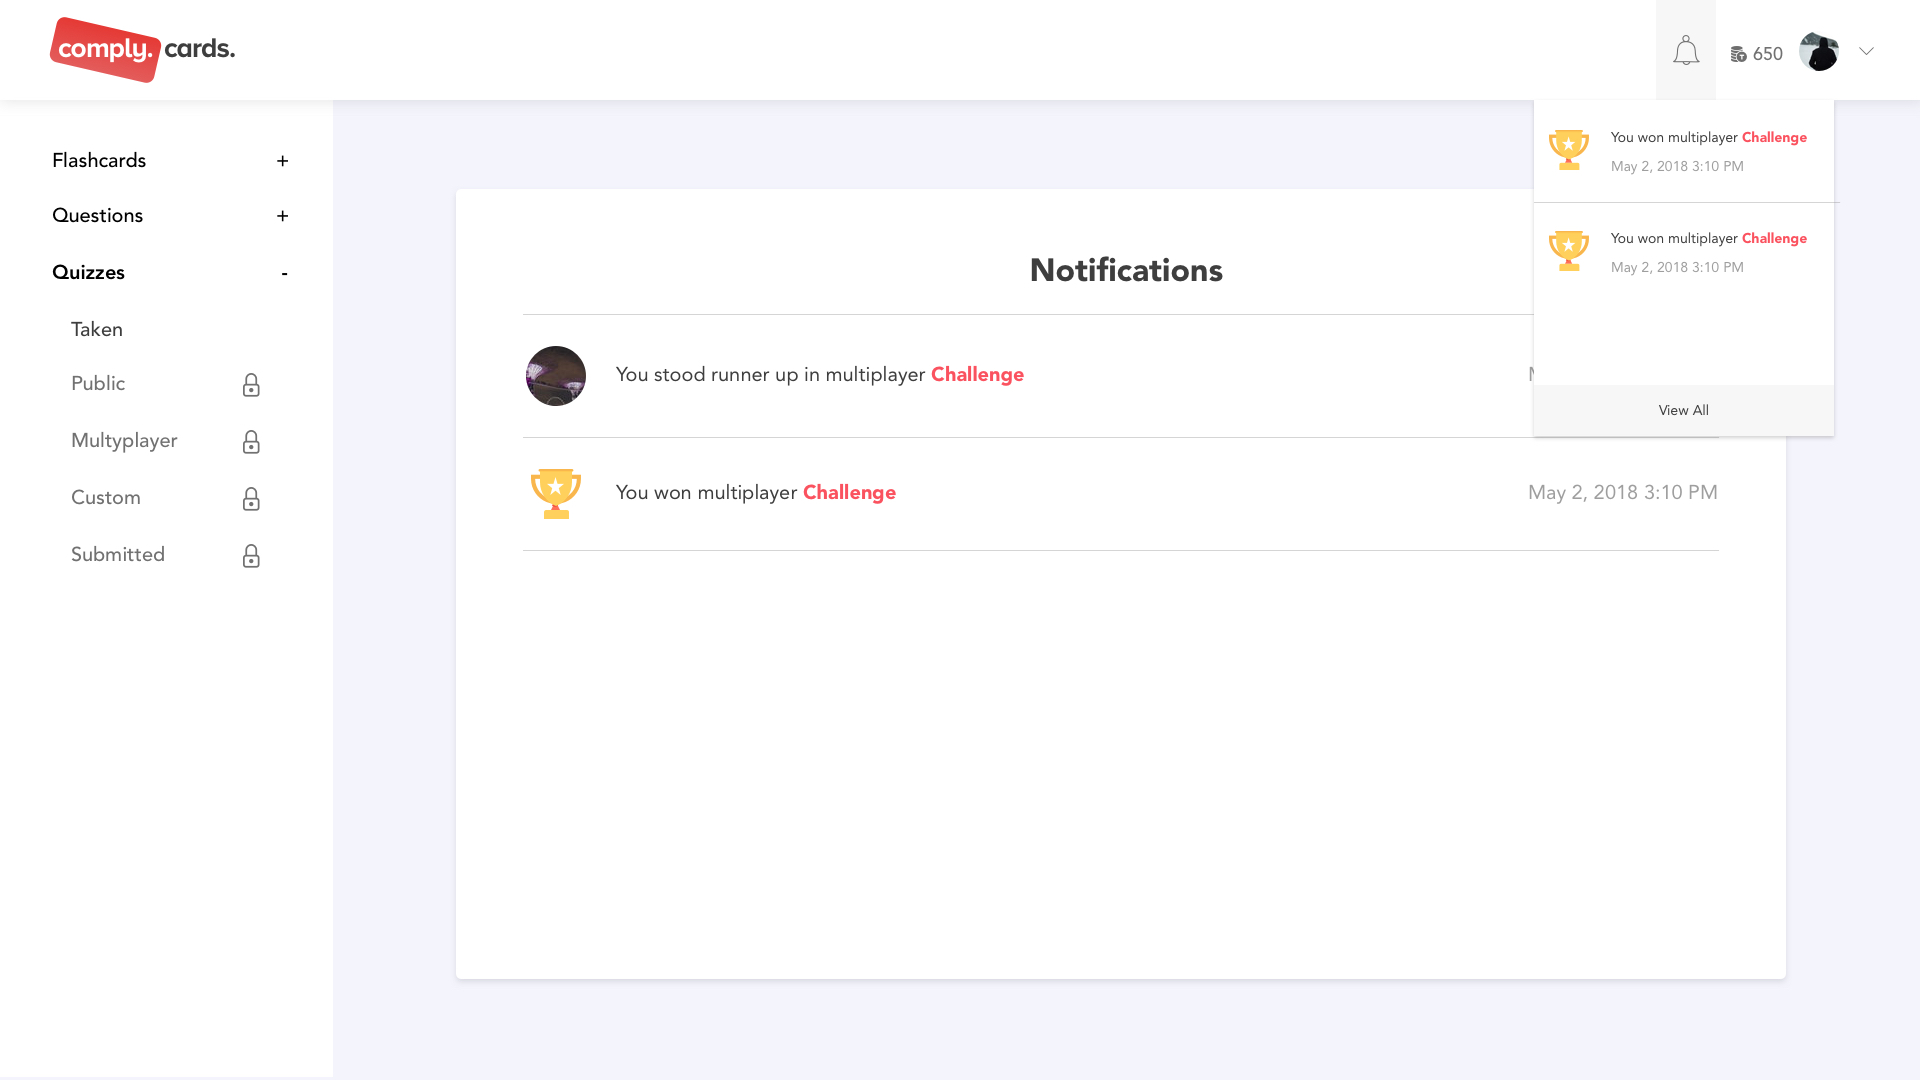 comply. cards.
650
Flashcards +
Questions +
Quizzes -
Taken
Public
Multyplayer
Custom
Submitted
Notifications
You stood runner up in multiplayer Challenge
You won multiplayer Challenge May 2, 2018 3:10 PM
You won multiplayer Challenge
May 2, 2018 3:10 PM
You won multiplayer Challenge
May 2, 2018 3:10 PM
View All